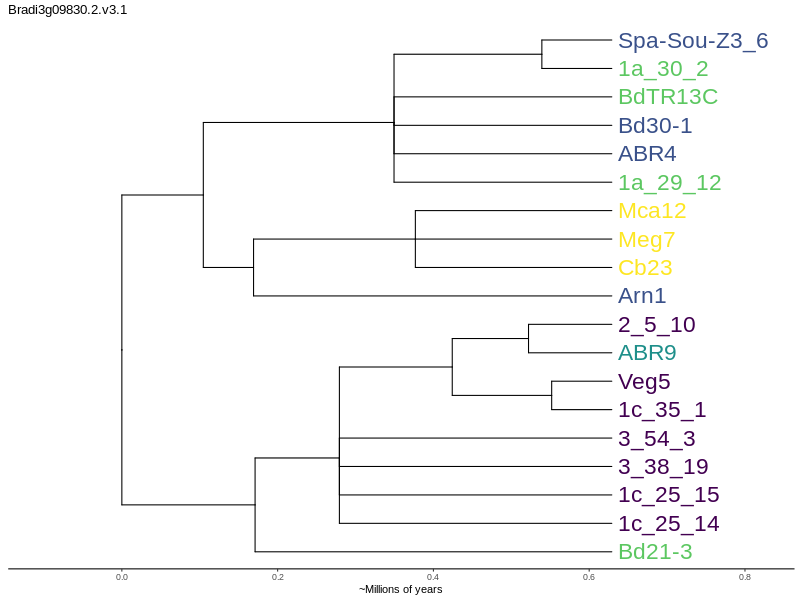 Bradi3g09830.2.v3.1
Spa-Sou-Z3_6
1a_30_2
BdTR13C
Bd30-1
ABR4
1a_29_12
Mca12
Meg7
Cb23
Arn1
2_5_10
ABR9
Veg5
1c_35_1
3_54_3
3_38_19
1c_25_15
1c_25_14
Bd21-3
0.0 0.2 0.4 0.6 0.8
~Millions of years